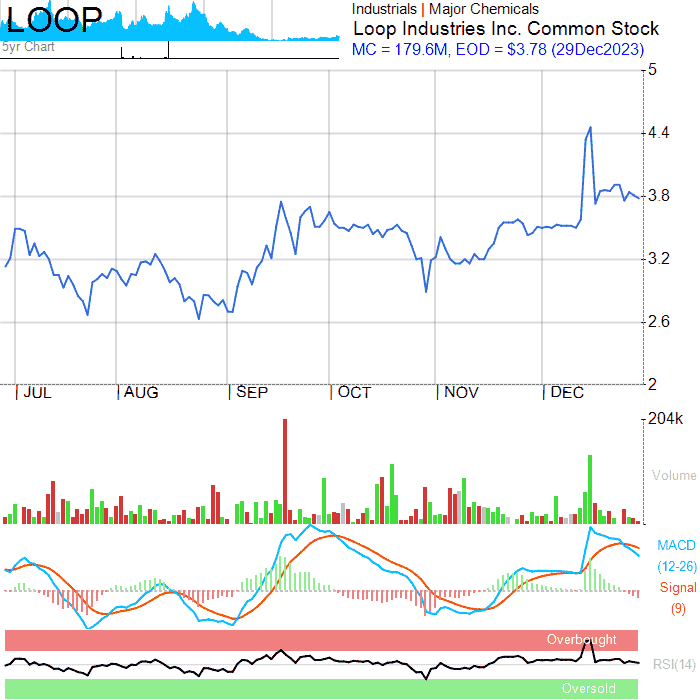 LOOP
5yr Chart
Industrials | Major Chemicals
Loop Industries Inc. Common Stock
MC = 179.6M, EOD = $3.78 (29Dec2023)
5
4.4
3.8
3.2
2.6
2
JUL AUG SEP OCT NOV DEC
204k
Volume
MACD
(12-26)
Signal
(9)
Overbought
RSI(14)
Oversold